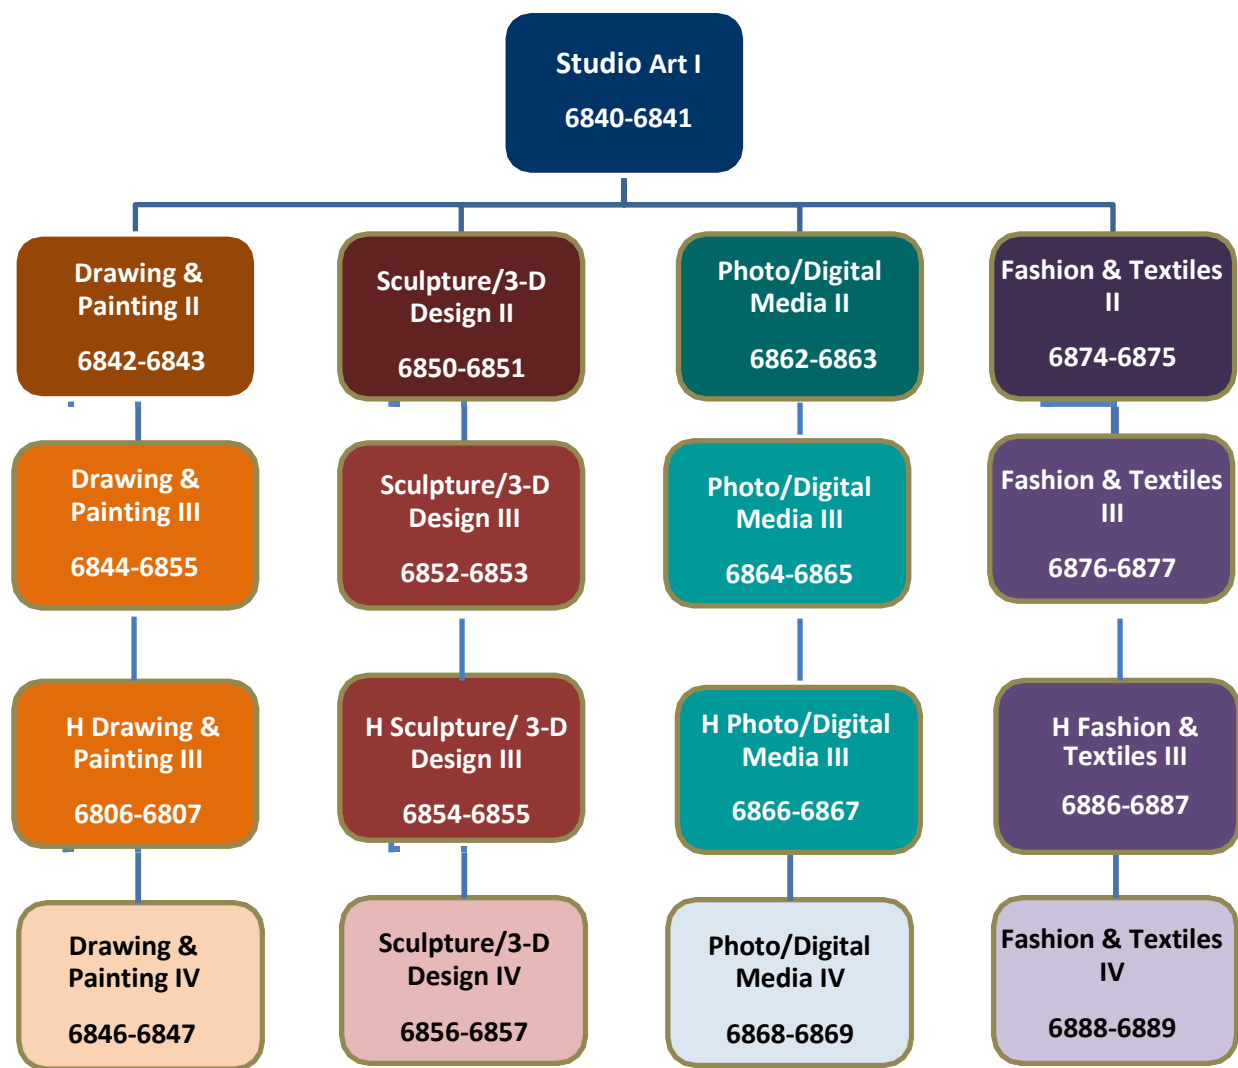 Studio Art I
6840-6841
Drawing &
Painting II
6842-6843
Sculpture/3-D
Design II
6850-6851
Photo/Digital
Media II
6862-6863
Fashion & Textiles
II
6874-6875
Drawing &
Painting III
6844-6855
Sculpture/3-D
Design III
6852-6853
Photo/Digital
Media III
6864-6865
Fashion & Textiles
III
6876-6877
H Drawing &
Painting III
6806-6807
H Sculpture/ 3-D
Design III
6854-6855
H Photo/Digital
Media III
6866-6867
H Fashion &
Textiles III
6886-6887
Drawing &
Painting IV
6846-6847
Sculpture/3-D
Design IV
6856-6857
Photo/Digital
Media IV
6868-6869
Fashion & Textiles
IV
6888-6889